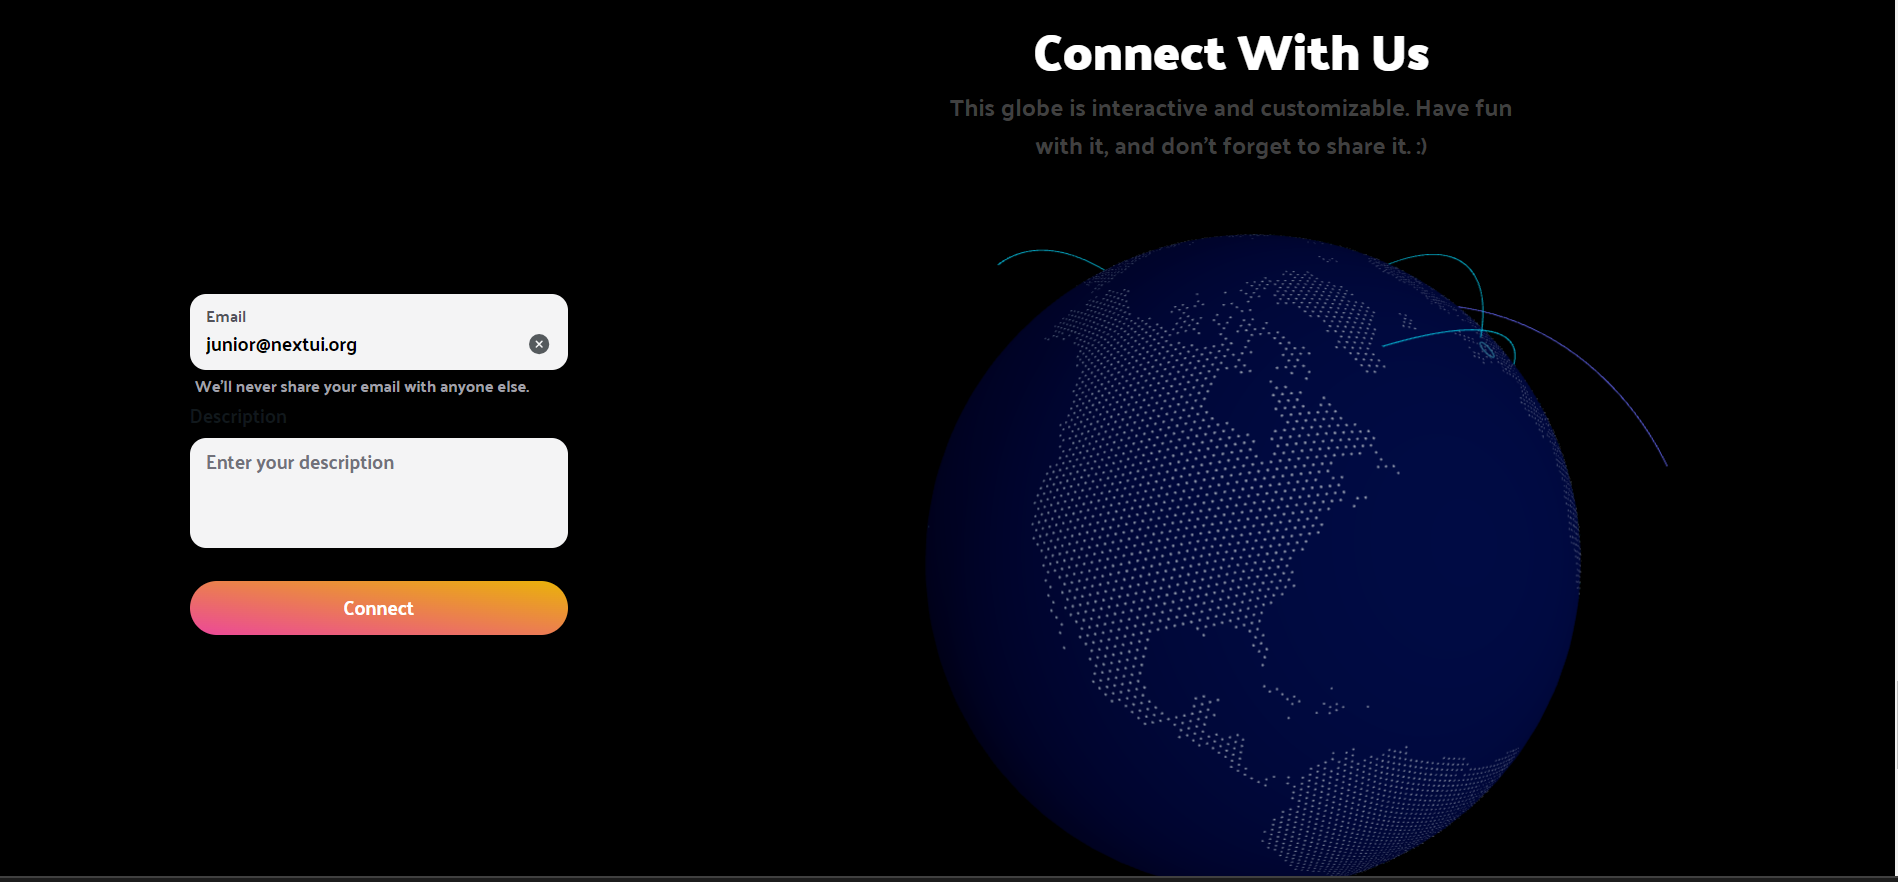 Connect With Us
This globe is interactive and customizable. Have fun
with it, and don't forget to share it. :)
Email
junior@nextui.org
We'll never share your email with anyone else.
Description
Enter your description
Connect